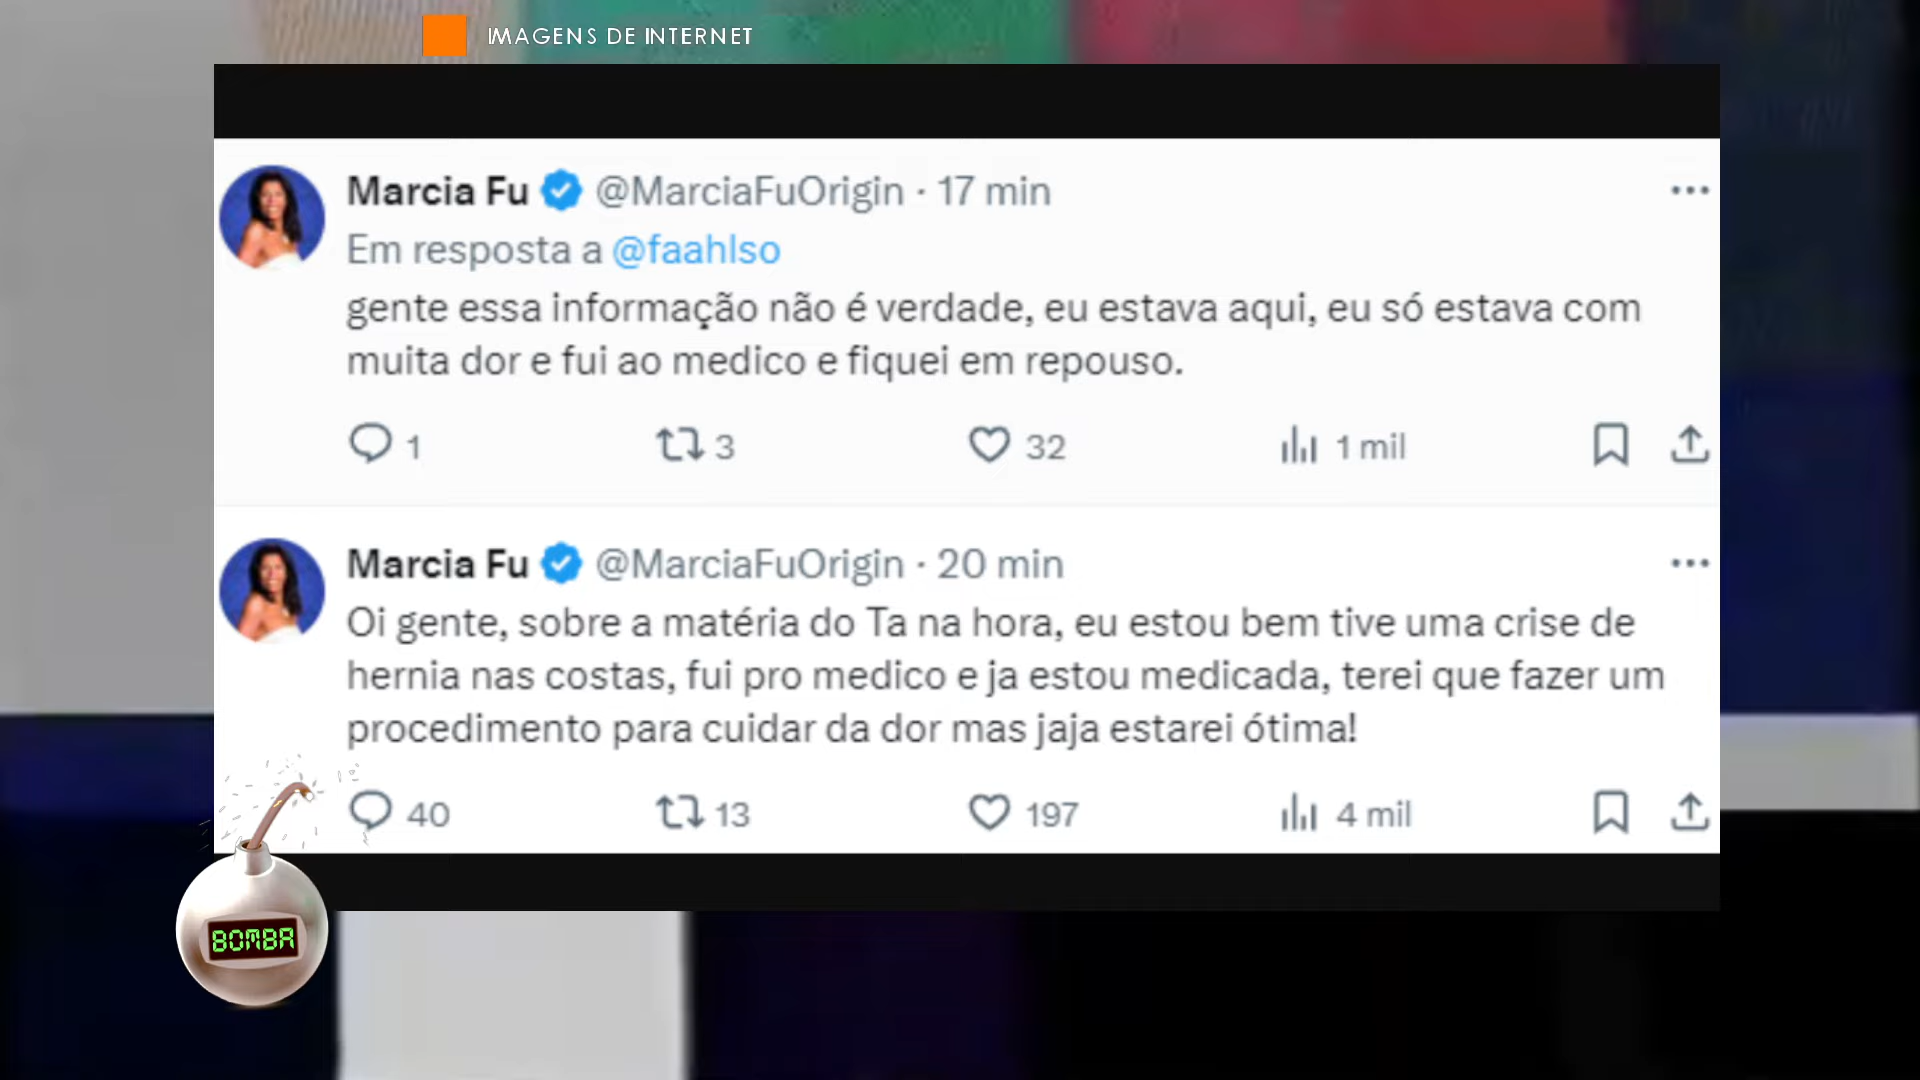 IMAGENS DE INTERNET
Marcia Fu @MarciaFuOrigin · 17 min
Em resposta a @faahlso
gente essa informação não é verdade, eu estava aqui, eu só estava com
muita dor e fui ao medico e fiquei em repouso.
1 3 32 1 mil
Marcia Fu @MarciaFuOrigin · 20 min
Oi gente, sobre a matéria do Ta na hora, eu estou bem tive uma crise de
hernia nas costas, fui pro medico e ja estou medicada, terei que fazer um
procedimento para cuidar da dor mas jaja estarei ótima!
40 13 197 4 mil
BOMBA